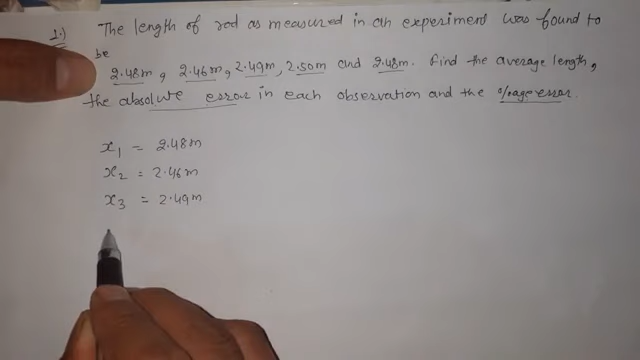 1.) The length of rod as measured in an experiment was found to
be
2.48m, 2.46m, 2.49m, 2.50m and 2.48m. Find the average length,
the absolute error in each observation and the %age error.
x₁ = 2.48m
x₂ = 2.46m
x₃ = 2.49m